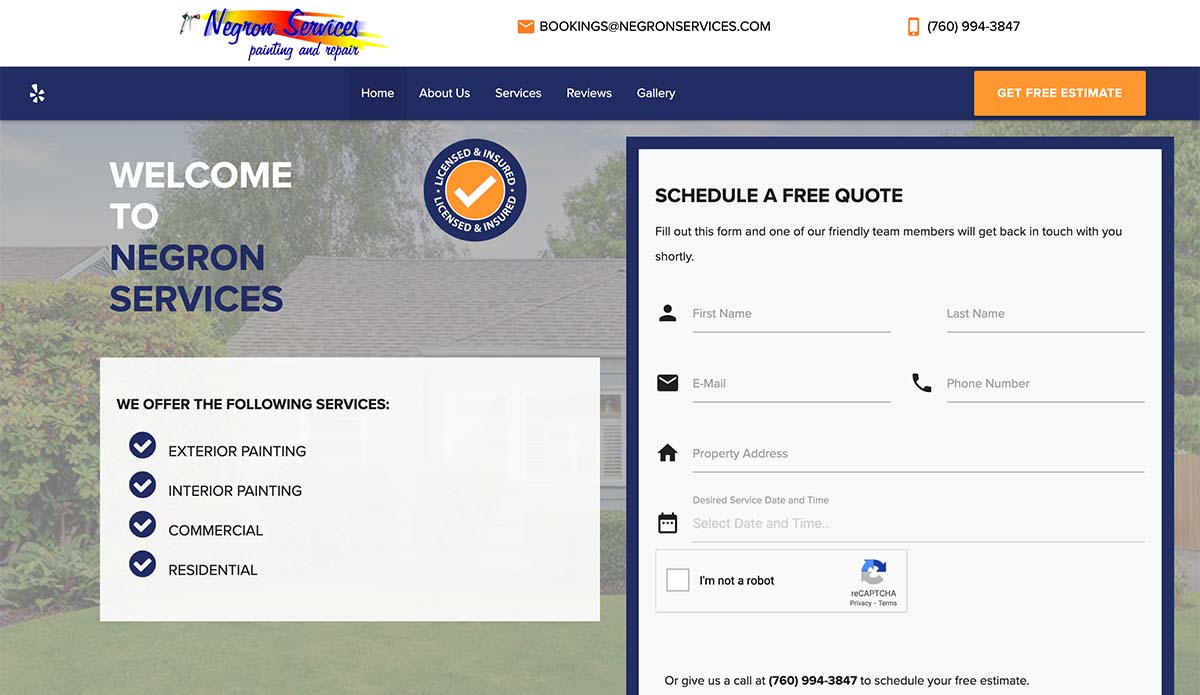 Negron Services
painting and repair
BOOKINGS@NEGRONSERVICES.COM
(760) 994-3847
Home
About Us
Services
Reviews
Gallery
GET FREE ESTIMATE
WELCOME
TO
NEGRON
SERVICES
LICENSED & INSURED
LICENSED & INSURED
WE OFFER THE FOLLOWING SERVICES:
EXTERIOR PAINTING
INTERIOR PAINTING
COMMERCIAL
RESIDENTIAL
SCHEDULE A FREE QUOTE
Fill out this form and one of our friendly team members will get back in touch with you
shortly.
First Name
Last Name
E-Mail
Phone Number
Property Address
Desired Service Date and Time
Select Date and Time..
I'm not a robot
reCAPTCHA
Privacy - Terms
Or give us a call at (760) 994-3847 to schedule your free estimate.